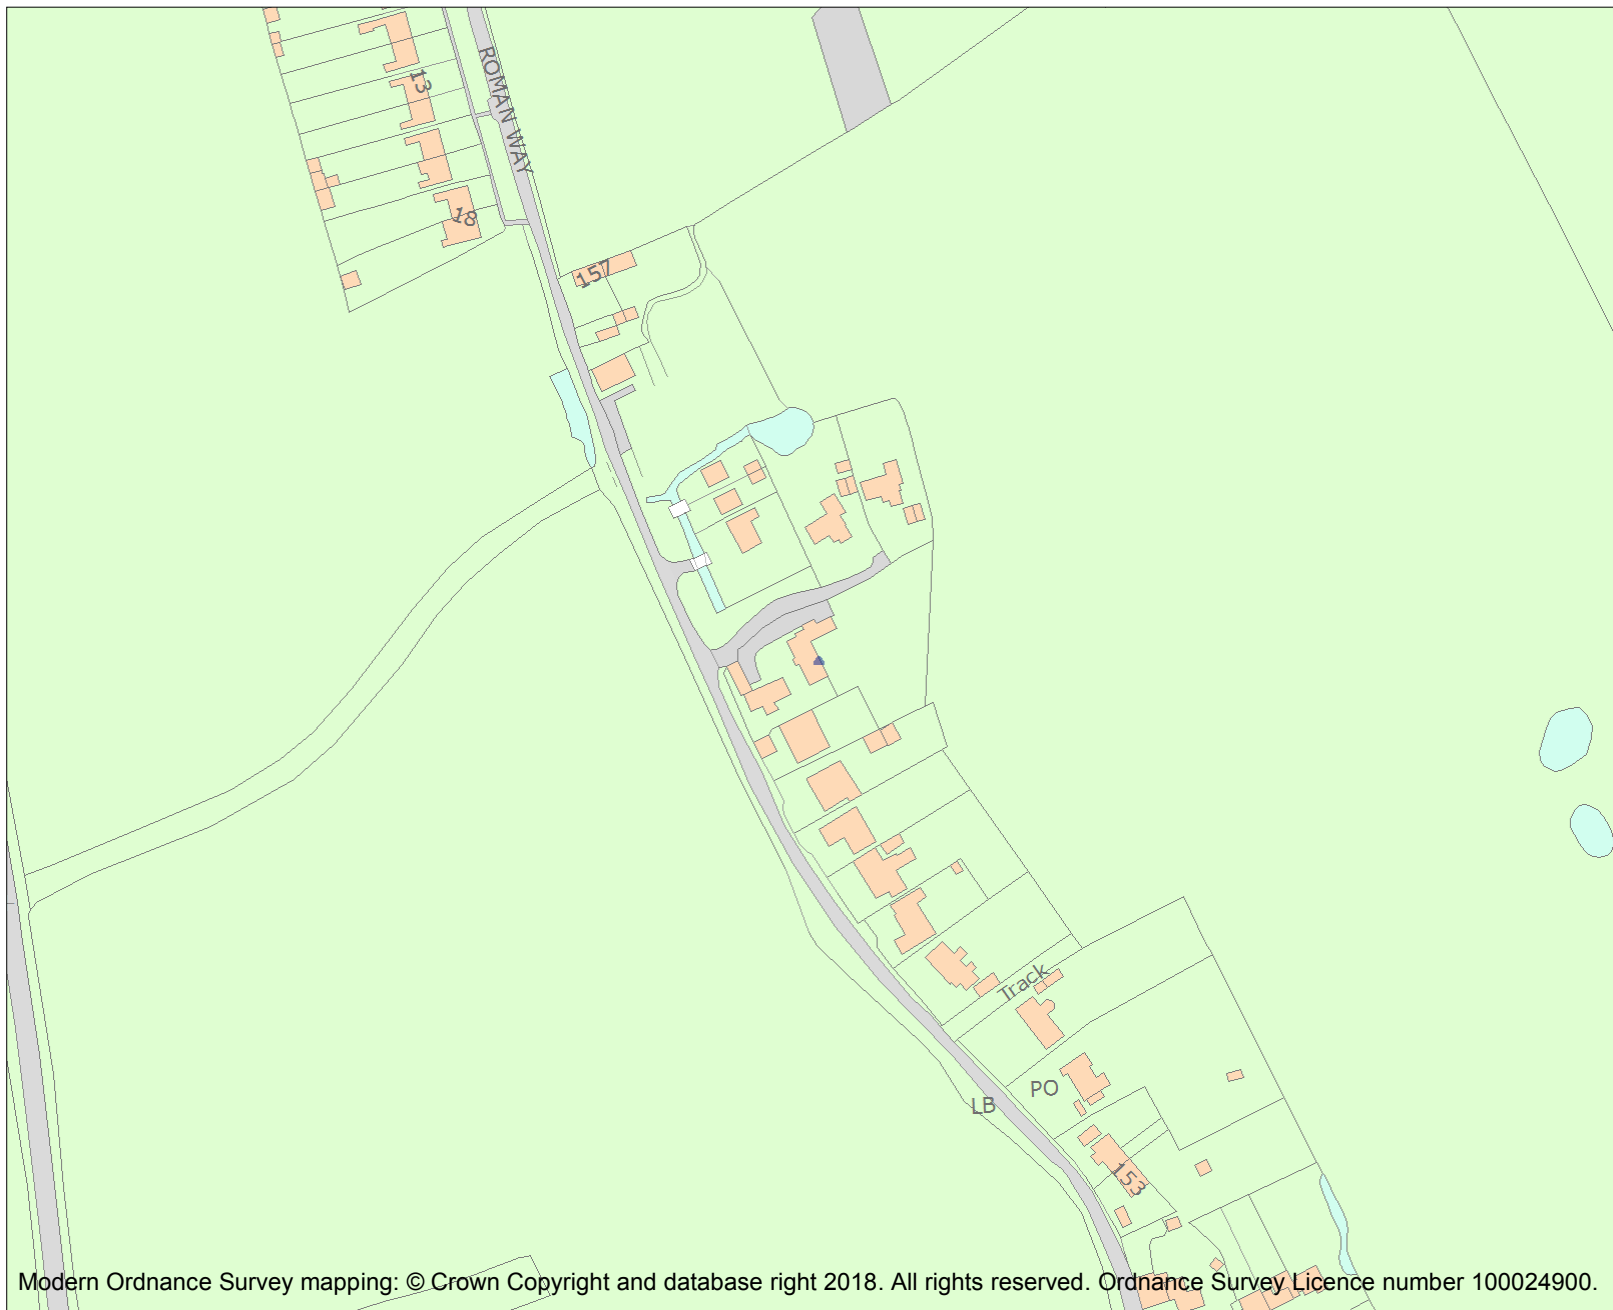 ROMAN WAY
13
18
157
Track
PO
LB
153
Modern Ordnance Survey mapping: © Crown Copyright and database right 2018. All rights reserved. Ordnance Survey Licence number 100024900.